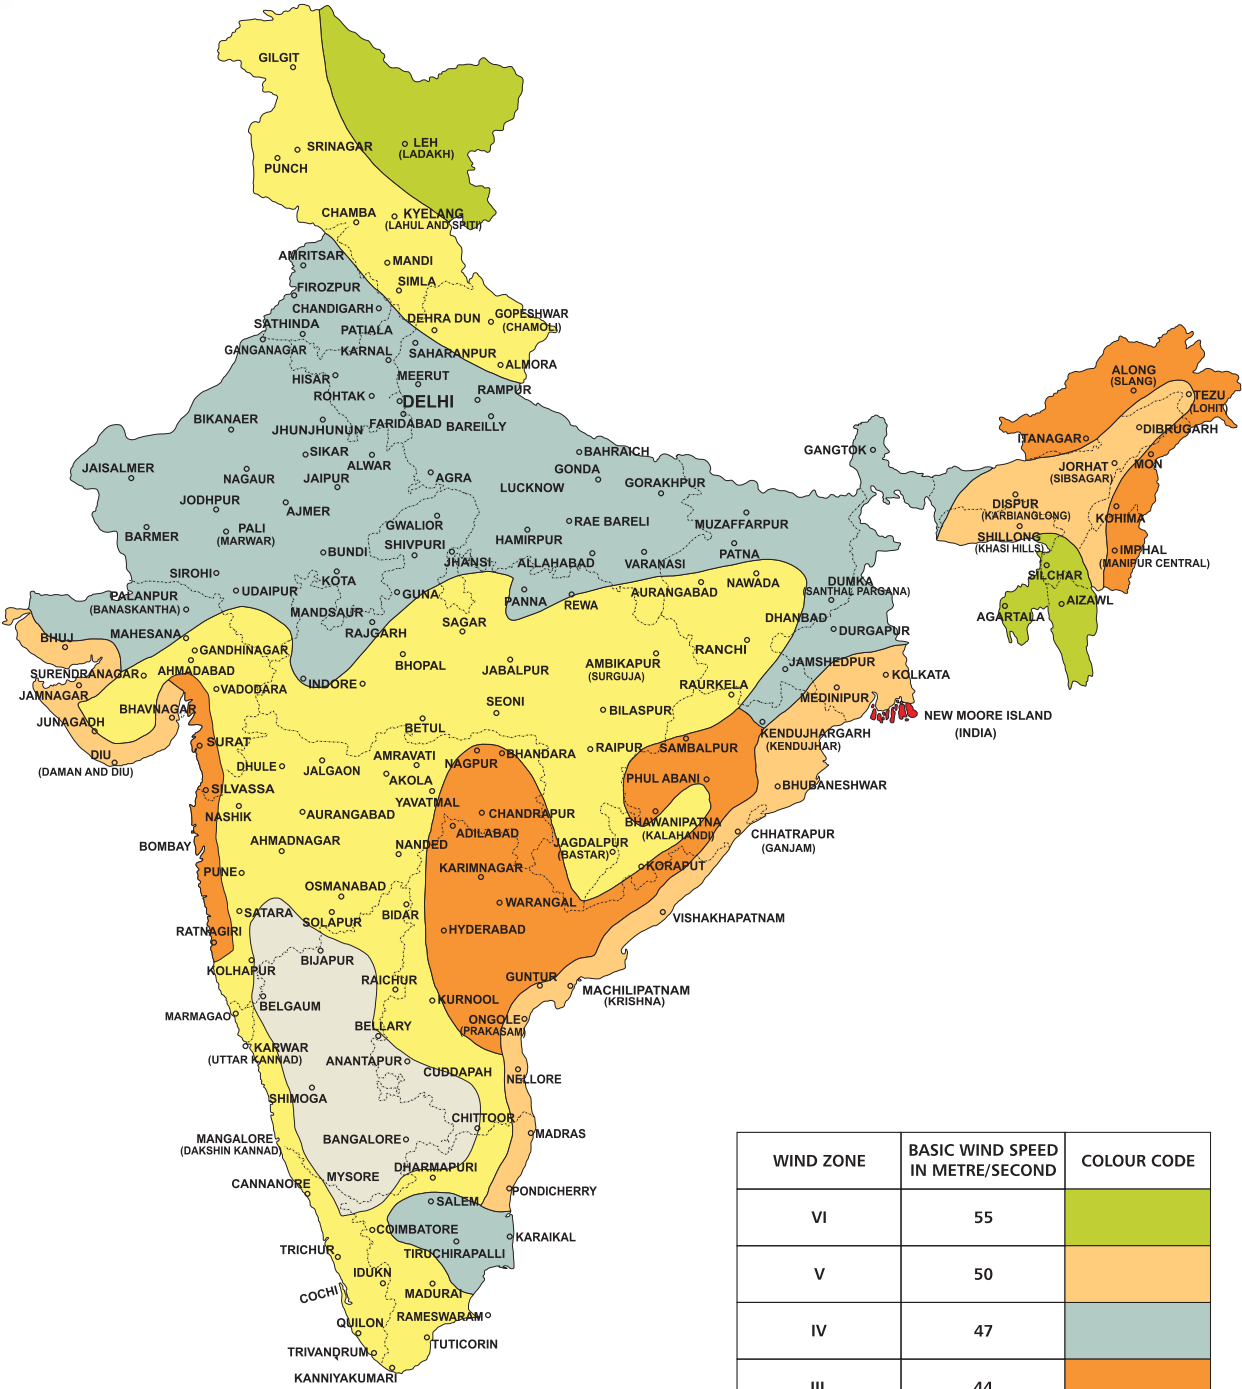 GILGIT
SRINAGAR
LEH
(LADAKH)
PUNCH
CHAMBA
KYELANG
(LAHUL AND SPITI)
AMRITSAR
MANDI
SIMLA
FIROZPUR
CHANDIGARH
GOPESHWAR
(CHAMOLI)
DEHRA DUN
SATHINDA
PATIALA
GANGANAGAR
KARNAL
SAHARANPUR
ALMORA
ALONG
(SLANG)
HISAR
MEERUT
ROHTAK
RAMPUR
TEZU
(LOHIT)
DELHI
BIKANAER
JHUNJHUNUN
FARIDABAD
BAREILLY
DIBRUGARH
ITANAGAR
SIKAR
BAHRAICH
GANGTOK
JAISALMER
ALWAR
GONDA
JORHAT
(SIBSAGAR)
MON
NAGAUR
JAIPUR
AGRA
LUCKNOW
GORAKHPUR
JODHPUR
AJMER
DISPUR
(KARBIANGLONG)
KOHIMA
BARMER
PALI
(MARWAR)
GWALIOR
RAE BARELI
MUZAFFARPUR
HAMIRPUR
SHILLONG
(KHASI HILLS)
BUNDI
SHIVPURI
JHANSI
ALLAHABAD
VARANASI
PATNA
IMPHAL
(MANIPUR CENTRAL)
SIROHI
KOTA
SILCHAR
UDAIPUR
GUNA
PANNA
REWA
AURANGABAD
NAWADA
DUMKA
(SANTHAL PARGANA)
PALANPUR
(BANASKANTHA)
MANDSAUR
AIZAWL
AGARTALA
DHANBAD
BHUJ
MAHESANA
RAJGARH
SAGAR
DURGAPUR
GANDHINAGAR
RANCHI
SURENDRANAGAR
AHMADABAD
BHOPAL
JABALPUR
AMBIKAPUR
(SURGUJA)
JAMSHEDPUR
KOLKATA
JAMNAGAR
VADODARA
INDORE
RAURKELA
MEDINIPUR
JUNAGADH
BHAVNAGAR
SEONI
BILASPUR
NEW MOORE ISLAND
(INDIA)
BETUL
KENDUJHARGARH
(KENDUJHAR)
DIU
(DAMAN AND DIU)
SURAT
DHULE
JALGAON
AMRAVATI
NAGPUR
BHANDARA
RAIPUR
SAMBALPUR
AKOLA
PHUL ABANI
BHUBANESHWAR
SILVASSA
YAVATMAL
NASHIK
AURANGABAD
CHANDRAPUR
BHAWANIPATNA
(KALAHANDI)
CHHATRAPUR
(GANJAM)
BOMBAY
AHMADNAGAR
NANDED
ADILABAD
JAGDALPUR
(BASTAR)
PUNE
KARIMNAGAR
KORAPUT
OSMANABAD
SATARA
SOLAPUR
BIDAR
WARANGAL
VISHAKHAPATNAM
RATNAGIRI
HYDERABAD
BIJAPUR
KOLHAPUR
RAICHUR
GUNTUR
MACHILIPATNAM
(KRISHNA)
BELGAUM
KURNOOL
MARMAGAO
BELLARY
ONGOLE
(PRAKASAM)
KARWAR
(UTTAR KANNAD)
ANANTAPUR
CUDDAPAH
NELLORE
SHIMOGA
CHITTOOR
MANGALORE
(DAKSHIN KANNAD)
BANGALORE
MADRAS
MYSORE
DHARMAPURI
CANNANORE
SALEM
PONDICHERRY
COIMBATORE
KARAIKAL
TRICHUR
TIRUCHIRAPALLI
IDUKN
COCHI
MADURAI
QUILON
RAMESWARAM
TRIVANDRUM
TUTICORIN
KANNIYAKUMARI
WIND ZONE
BASIC WIND SPEED
IN METRE/SECOND
COLOUR CODE
VI 55
V 50
IV 47
III 44